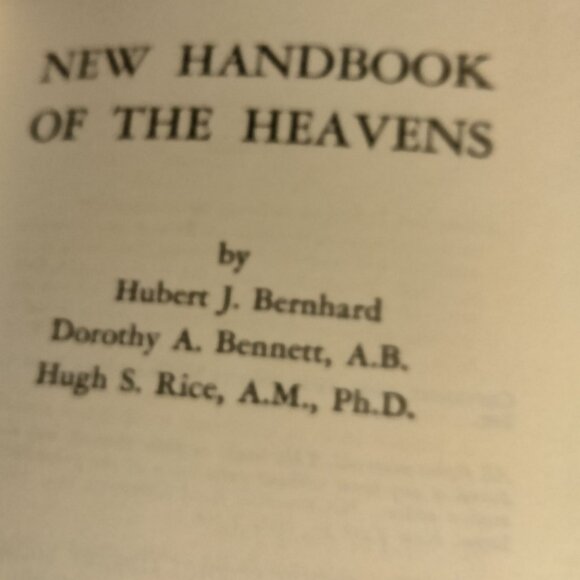 NEW HANDBOOK
OF THE HEAVENS
by
Hubert J. Bernhard
Dorothy A. Bennett, A.B.
Hugh S. Rice, A.M., Ph.D.